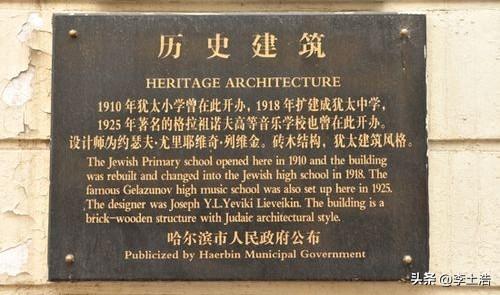 历史建筑
HERITAGE ARCHITECTURE
1910年犹太小学曾在此开办，1918年扩建成犹太中学，
1925年著名的格拉祖诺夫高等音乐学校也曾在此开办。
设计师为约瑟夫·尤里耶维奇·列维金。砖木结构，犹太建筑风格。
The Jewish Primary school opened here in 1910 and the building
was rebuilt and changed into the Jewish high school in 1918. The
famous Gelazunov high music school was also set up here in 1925.
The designer was Joseph Y.L.Yeviki Lieveikin. The building is a
brick-wooden structure with Judaie architectural style.
哈尔滨市人民政府公布
Publicized by Haerbin Municipal Government
头条 @李士浩